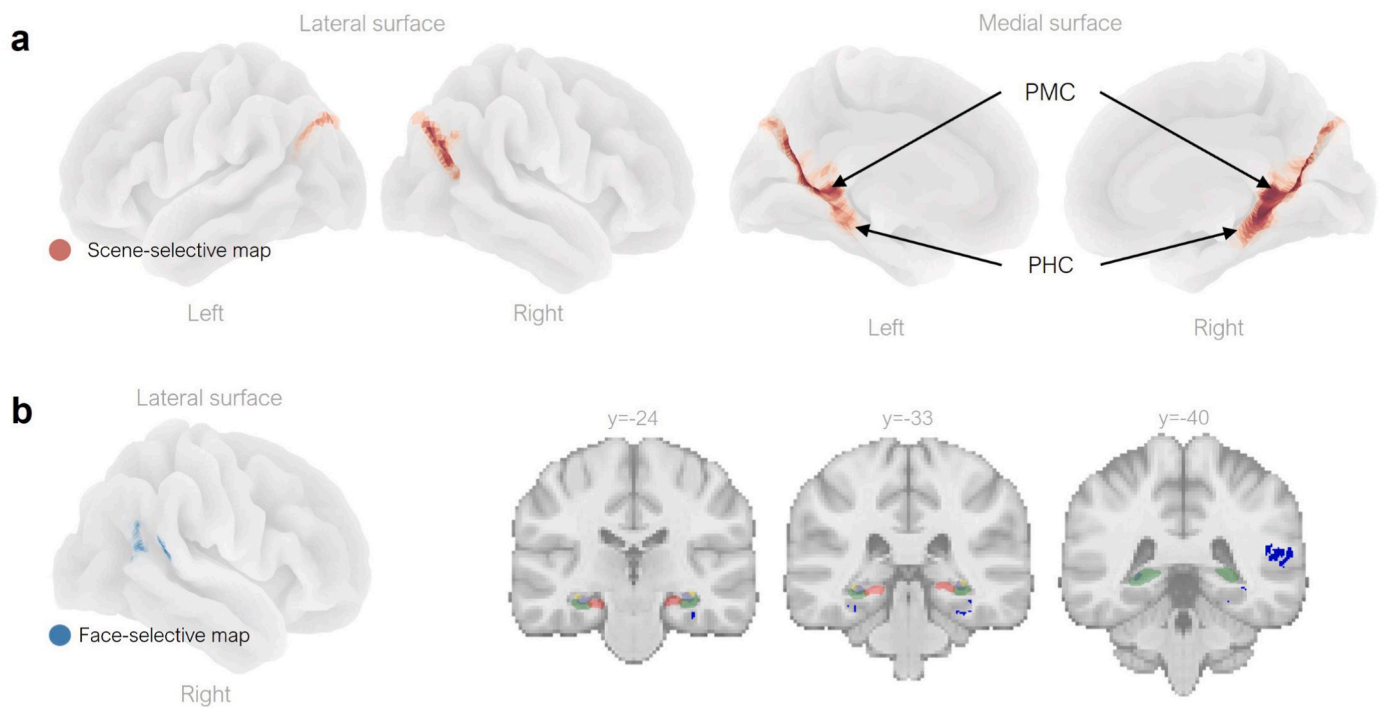 a
Lateral surface
Medial surface
PMC
Scene-selective map
PHC
Left
Right
Left
Right
b
Lateral surface
y=-24
y=-33
y=-40
Face-selective map
Right